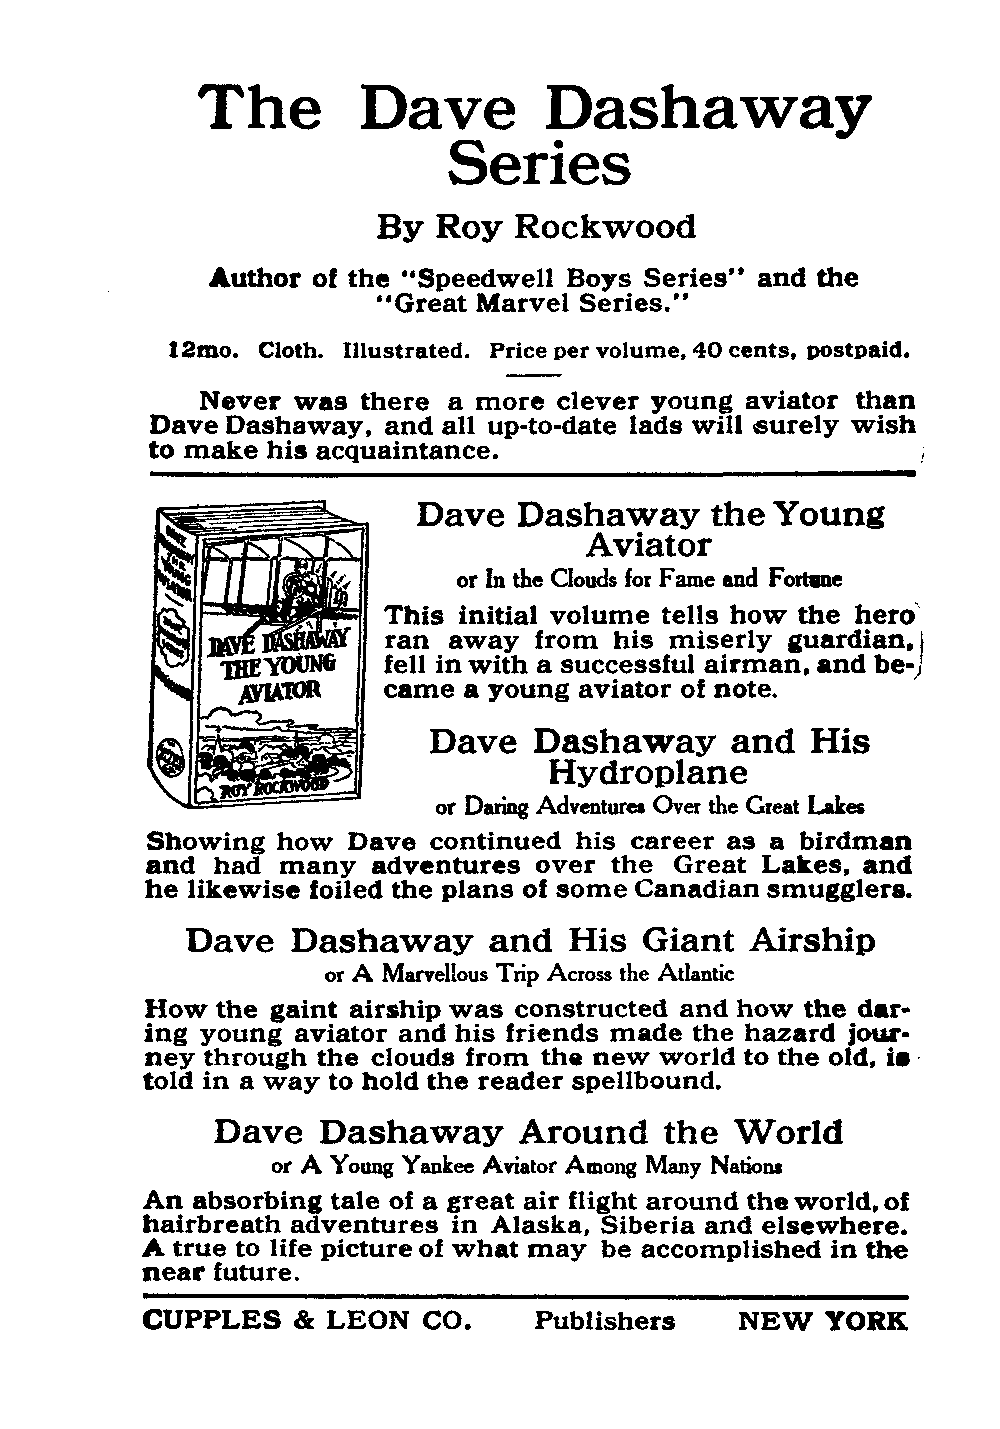 The Dave Dashaway
Series
By Roy Rockwood
Author of the "Speedwell Boys Series" and the
"Great Marvel Series."
12mo. Cloth. Illustrated. Price per volume, 40 cents, postpaid.
Never was there a more clever young aviator than
Dave Dashaway, and all up-to-date lads will surely wish
to make his acquaintance.
DAVE DASHAWAY
THE YOUNG
AVIATOR
ROY ROCKWOOD
Dave Dashaway the Young
Aviator
or In the Clouds for Fame and Fortune
This initial volume tells how the hero
ran away from his miserly guardian,
fell in with a successful airman, and be-
came a young aviator of note.
Dave Dashaway and His
Hydroplane
or Daring Adventures Over the Great Lakes
Showing how Dave continued his career as a birdman
and had many adventures over the Great Lakes, and
he likewise foiled the plans of some Canadian smugglers.
Dave Dashaway and His Giant Airship
or A Marvellous Trip Across the Atlantic
How the gaint airship was constructed and how the dar-
ing young aviator and his friends made the hazard jour-
ney through the clouds from the new world to the old, is
told in a way to hold the reader spellbound.
Dave Dashaway Around the World
or A Young Yankee Aviator Among Many Nations
An absorbing tale of a great air flight around the world, of
hairbreath adventures in Alaska, Siberia and elsewhere.
A true to life picture of what may be accomplished in the
near future.
CUPPLES & LEON CO. Publishers NEW YORK